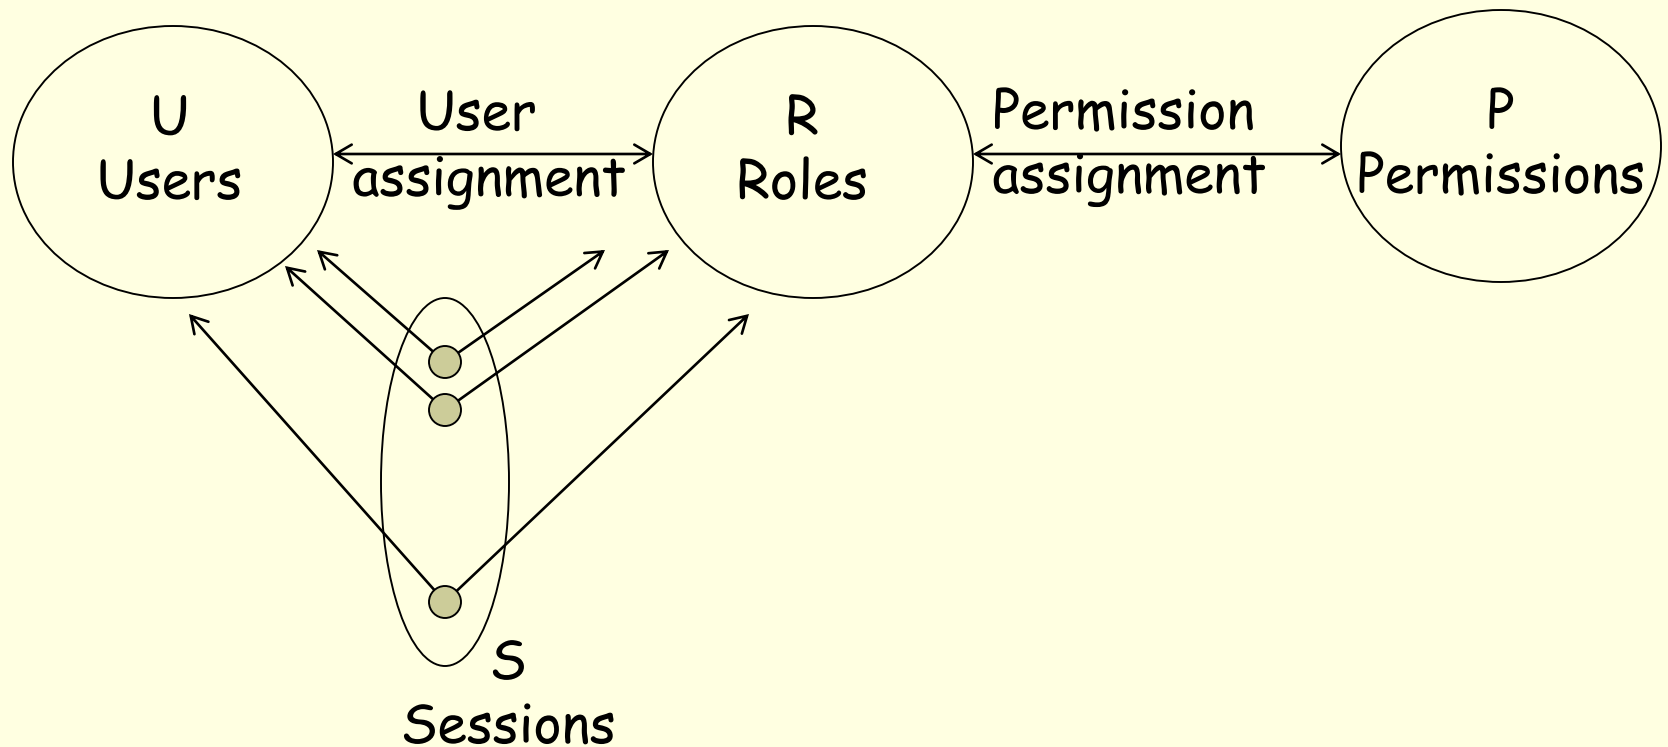 U
Users
User
assignment
R
Roles
Permission
assignment
P
Permissions
S
Sessions